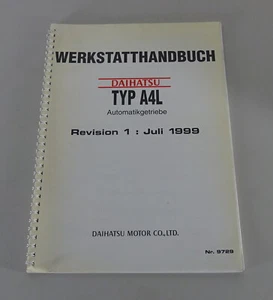 WERKSTATTHANDBUCH
DAIHATSU
TYP A4L
Automatikgetriebe
Revision 1 : Juli 1999
DAIHATSU MOTOR CO.,LTD.
Nr. 9729